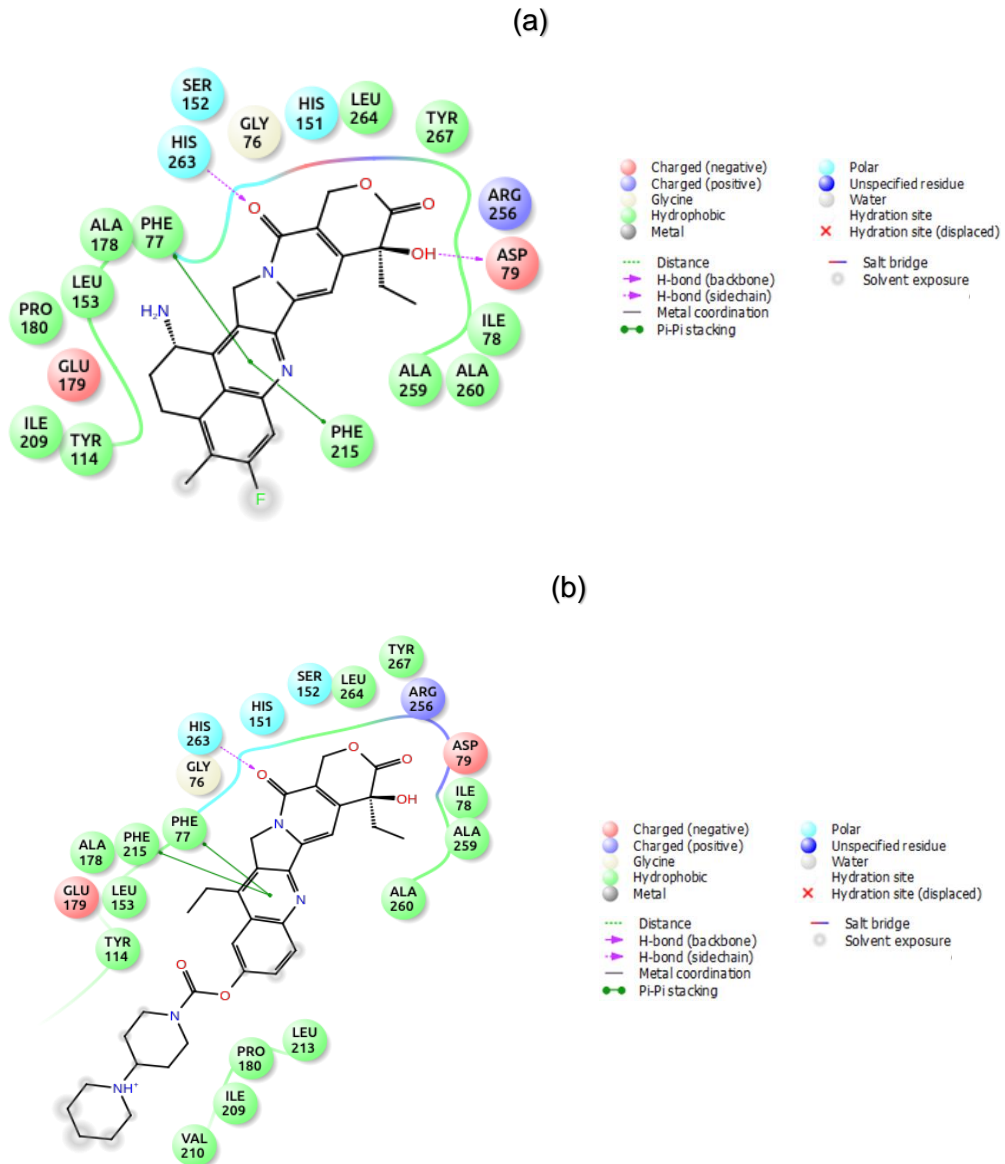 (a)
SER
152
HIS
151
LEU
264
TYR
267
GLY
76
HIS
263
ARG
256
ALA
178
PHE
77
ASP
79
LEU
153
PRO
180
GLU
179
ILE
78
ALA
259
ALA
260
ILE
209
TYR
114
PHE
215
O
O
O
OH
N
H₂N
N
F
Charged (negative)
Charged (positive)
Glycine
Hydrophobic
Metal
Distance
H-bond (backbone)
H-bond (sidechain)
Metal coordination
Pi-Pi stacking
Polar
Unspecified residue
Water
Hydration site
Hydration site (displaced)
Salt bridge
Solvent exposure
(b)
TYR
267
SER
152
LEU
264
ARG
256
HIS
151
HIS
263
ASP
79
GLY
76
ILE
78
PHE
77
ALA
259
PHE
215
ALA
178
GLU
179
LEU
153
ALA
260
TYR
114
O
O
O
OH
N
N
O
O
N
NH⁺
LEU
213
PRO
180
ILE
209
VAL
210
Charged (negative)
Charged (positive)
Glycine
Hydrophobic
Metal
Distance
H-bond (backbone)
H-bond (sidechain)
Metal coordination
Pi-Pi stacking
Polar
Unspecified residue
Water
Hydration site
Hydration site (displaced)
Salt bridge
Solvent exposure